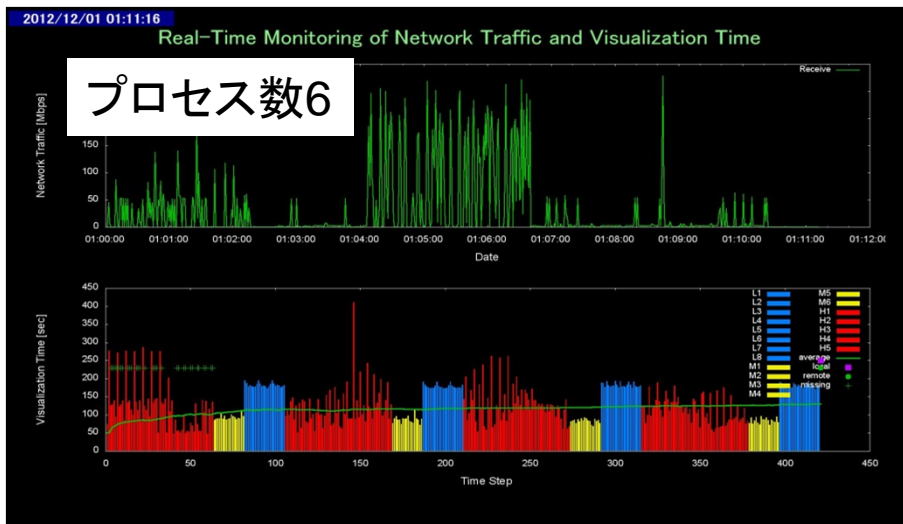 2012/12/01 01:11:16
Real-Time Monitoring of Network Traffic and Visualization Time
プロセス数6
Receive
Network Traffic [Mbps]
150
100
50
0
01:00:00 01:01:00 01:02:00 01:03:00 01:04:00 01:05:00 01:06:00 01:07:00 01:08:00 01:09:00 01:10:00 01:11:00 01:12:00
Date
Visualization Time [sec]
450
400
350
300
250
200
150
100
50
0
L1 M5
L2 M6
L3 H1
L4 H2
L5 H3
L6 H4
L7 H5
L8 average
M1 local
M2 remote
M3 missing
M4
0 50 100 150 200 250 300 350 400 450
Time Step